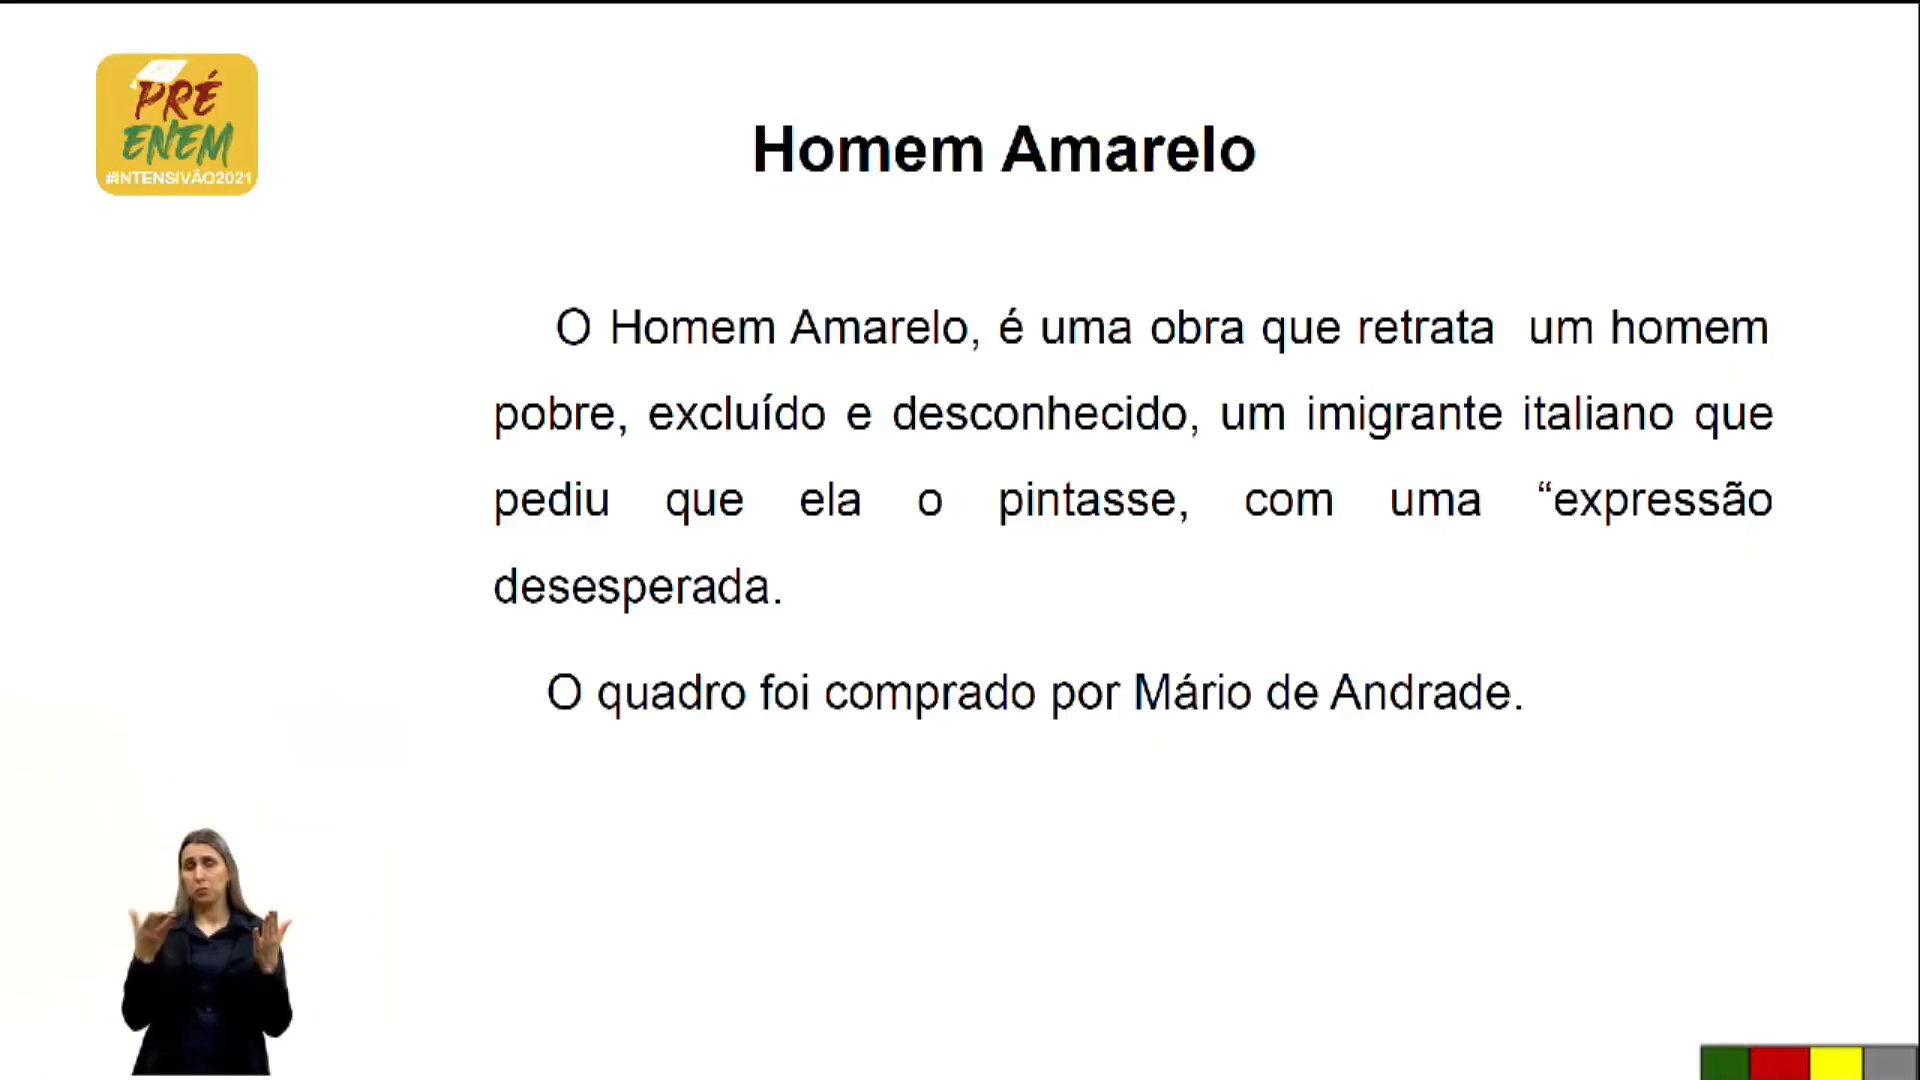 PRÉ
ENEM
#INTENSIVÃO2021
Homem Amarelo
O Homem Amarelo, é uma obra que retrata um homem
pobre, excluído e desconhecido, um imigrante italiano que
pediu que ela o pintasse, com uma “expressão
desesperada.
O quadro foi comprado por Mário de Andrade.